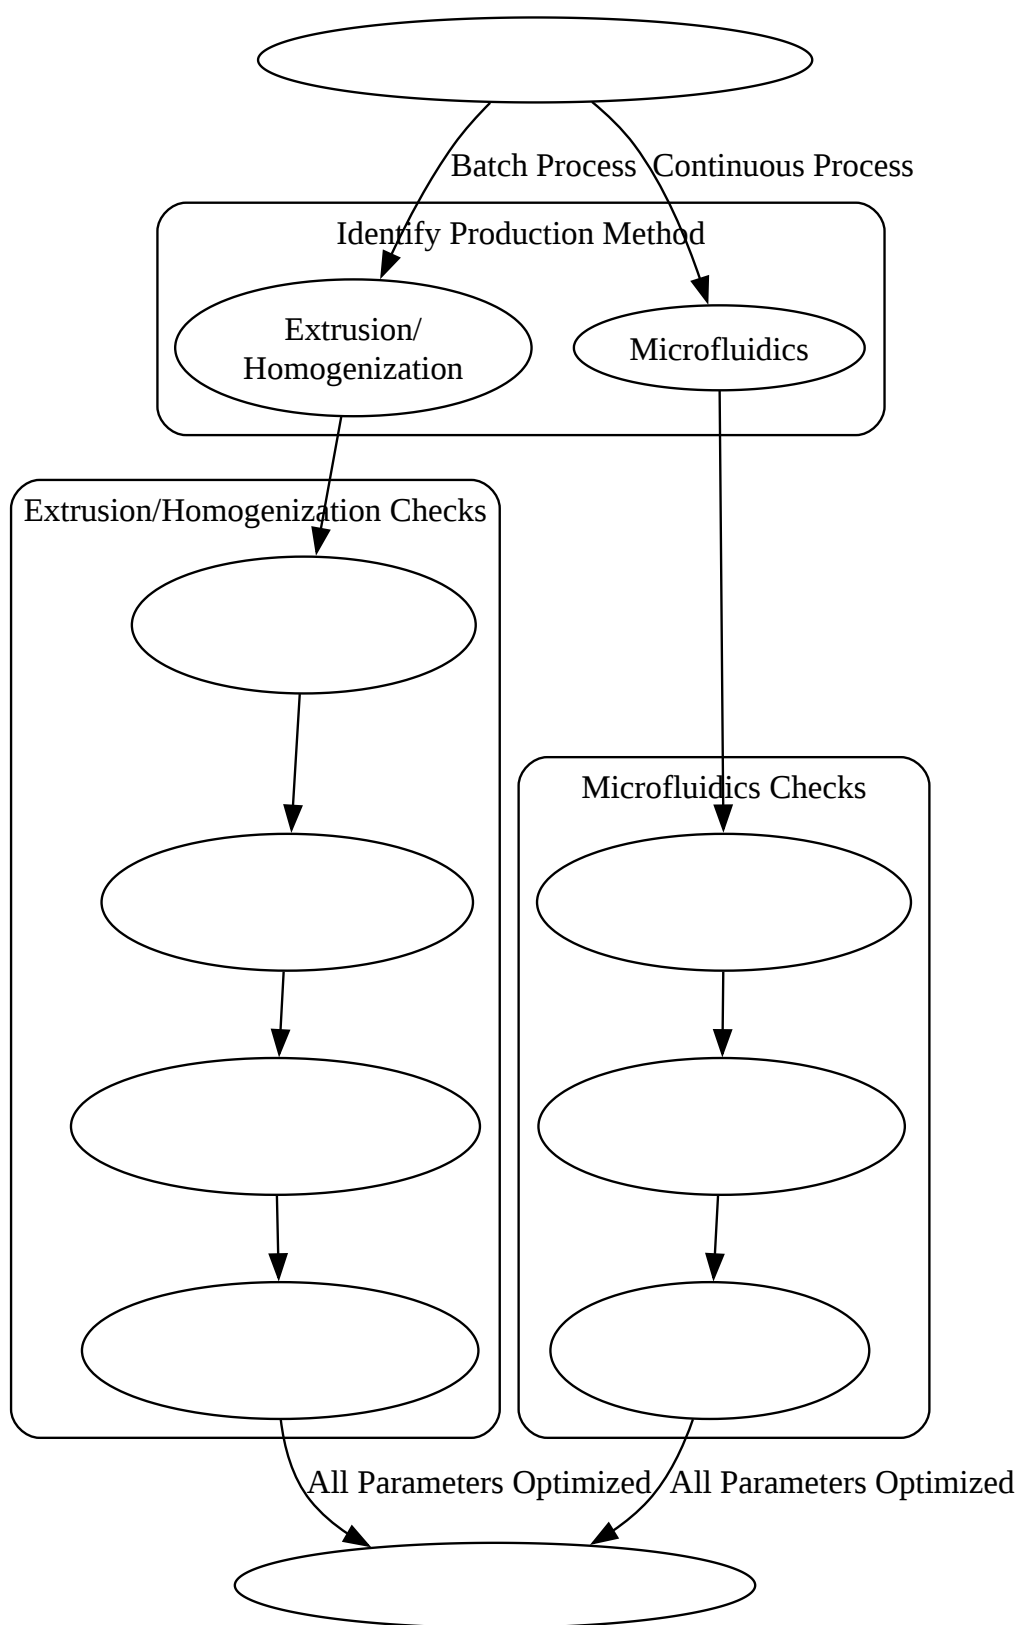 Batch Process
Continuous Process
Identify Production Method
Extrusion/
Homogenization
Microfluidics
Extrusion/Homogenization Checks
Microfluidics Checks
All Parameters Optimized
All Parameters Optimized